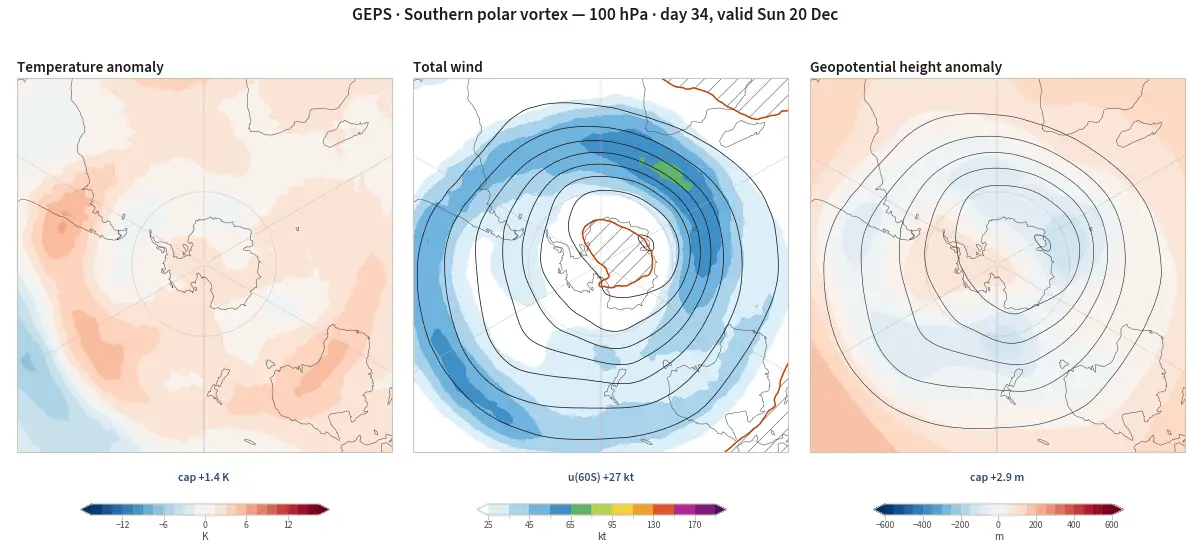 GEPS · Southern polar vortex — 100 hPa · day 34, valid Sun 20 Dec
Temperature anomaly
Total wind
Geopotential height anomaly
cap +1.4 K
u(60S) +27 kt
cap +2.9 m
−12 −6 0 6 12
K
25 45 65 95 130 170
kt
−600 −400 −200 0 200 400 600
m